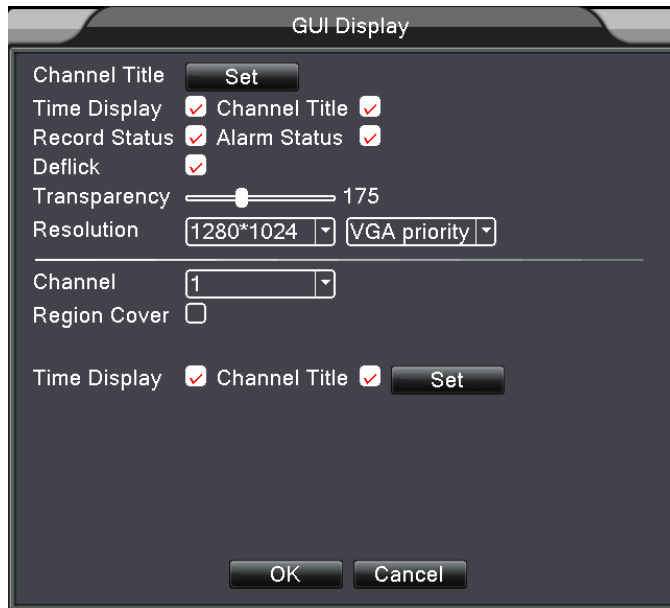 GUI Display
Channel Title Set
Time Display Channel Title
Record Status Alarm Status
Deflick
Transparency 175
Resolution 1280*1024 VGA priority
Channel 1
Region Cover
Time Display Channel Title Set
OK Cancel